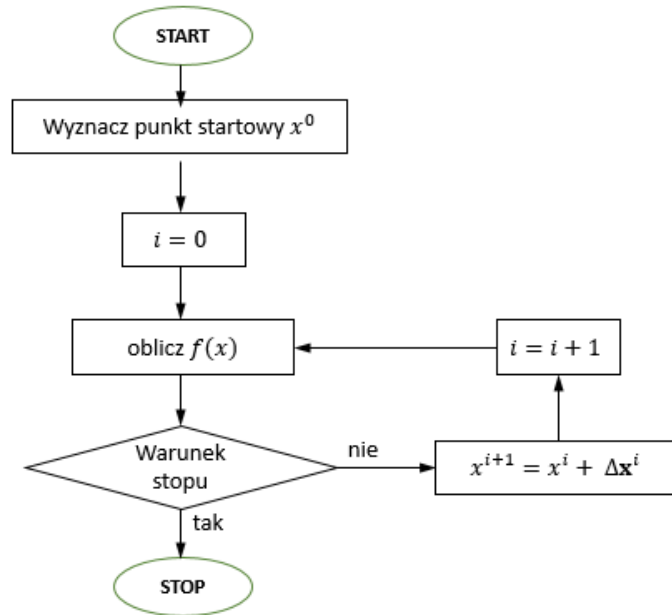 START
Wyznacz punkt startowy x⁰
i = 0
oblicz f(x)
i = i + 1
Warunek
stopu
nie
xⁱ⁺¹ = xⁱ + Δ𝐱ⁱ
tak
STOP